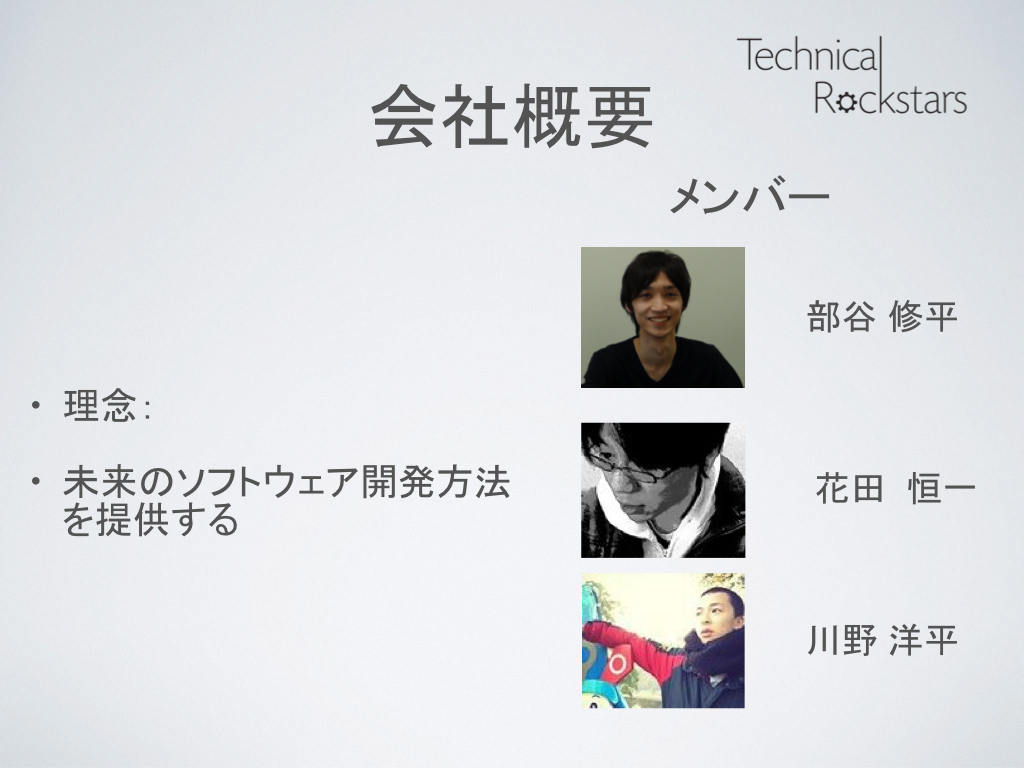 Technical
Rockstars
会社概要
メンバー
部谷 修平
• 理念：
• 未来のソフトウェア開発方法
を提供する
花田 恒一
川野 洋平